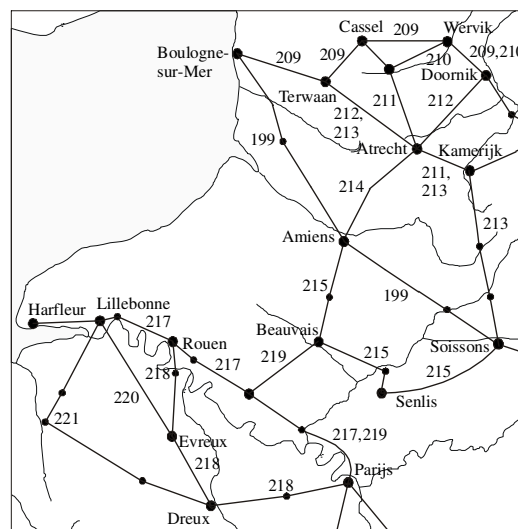 Cassel
209
Wervik
Boulogne-
sur-Mer
209
209
210
209,210
Doornik
Terwaan
211
212
212,
213
199
Atrecht
Kamerijk
211,
213
214
Amiens
213
215
199
Harfleur
Lillebonne
217
Rouen
Beauvais
Soissons
218
217
219
215
215
220
Senlis
221
Evreux
217,219
218
Parijs
218
Dreux